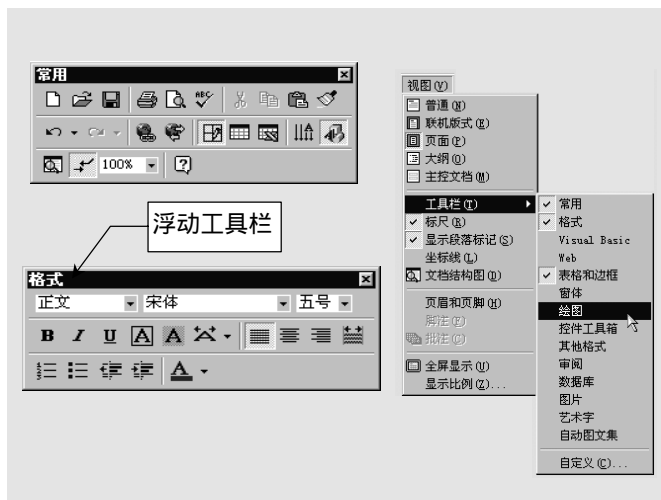 常用
ABC
100%
浮动工具栏
格式
正文 宋体 五号
B I U A A
A
视图(V)
普通(N)
联机版式(E)
页面(P)
大纲(O)
主控文档(M)
工具栏(T)
标尺(R)
显示段落标记(S)
坐标线(L)
文档结构图(D)
页眉和页脚(H)
脚注(F)
批注(C)
全屏显示(U)
显示比例(Z)...
常用
格式
Visual Basic
Web
表格和边框
窗体
绘图
控件工具箱
其他格式
审阅
数据库
图片
艺术字
自动图文集
自定义(C)...